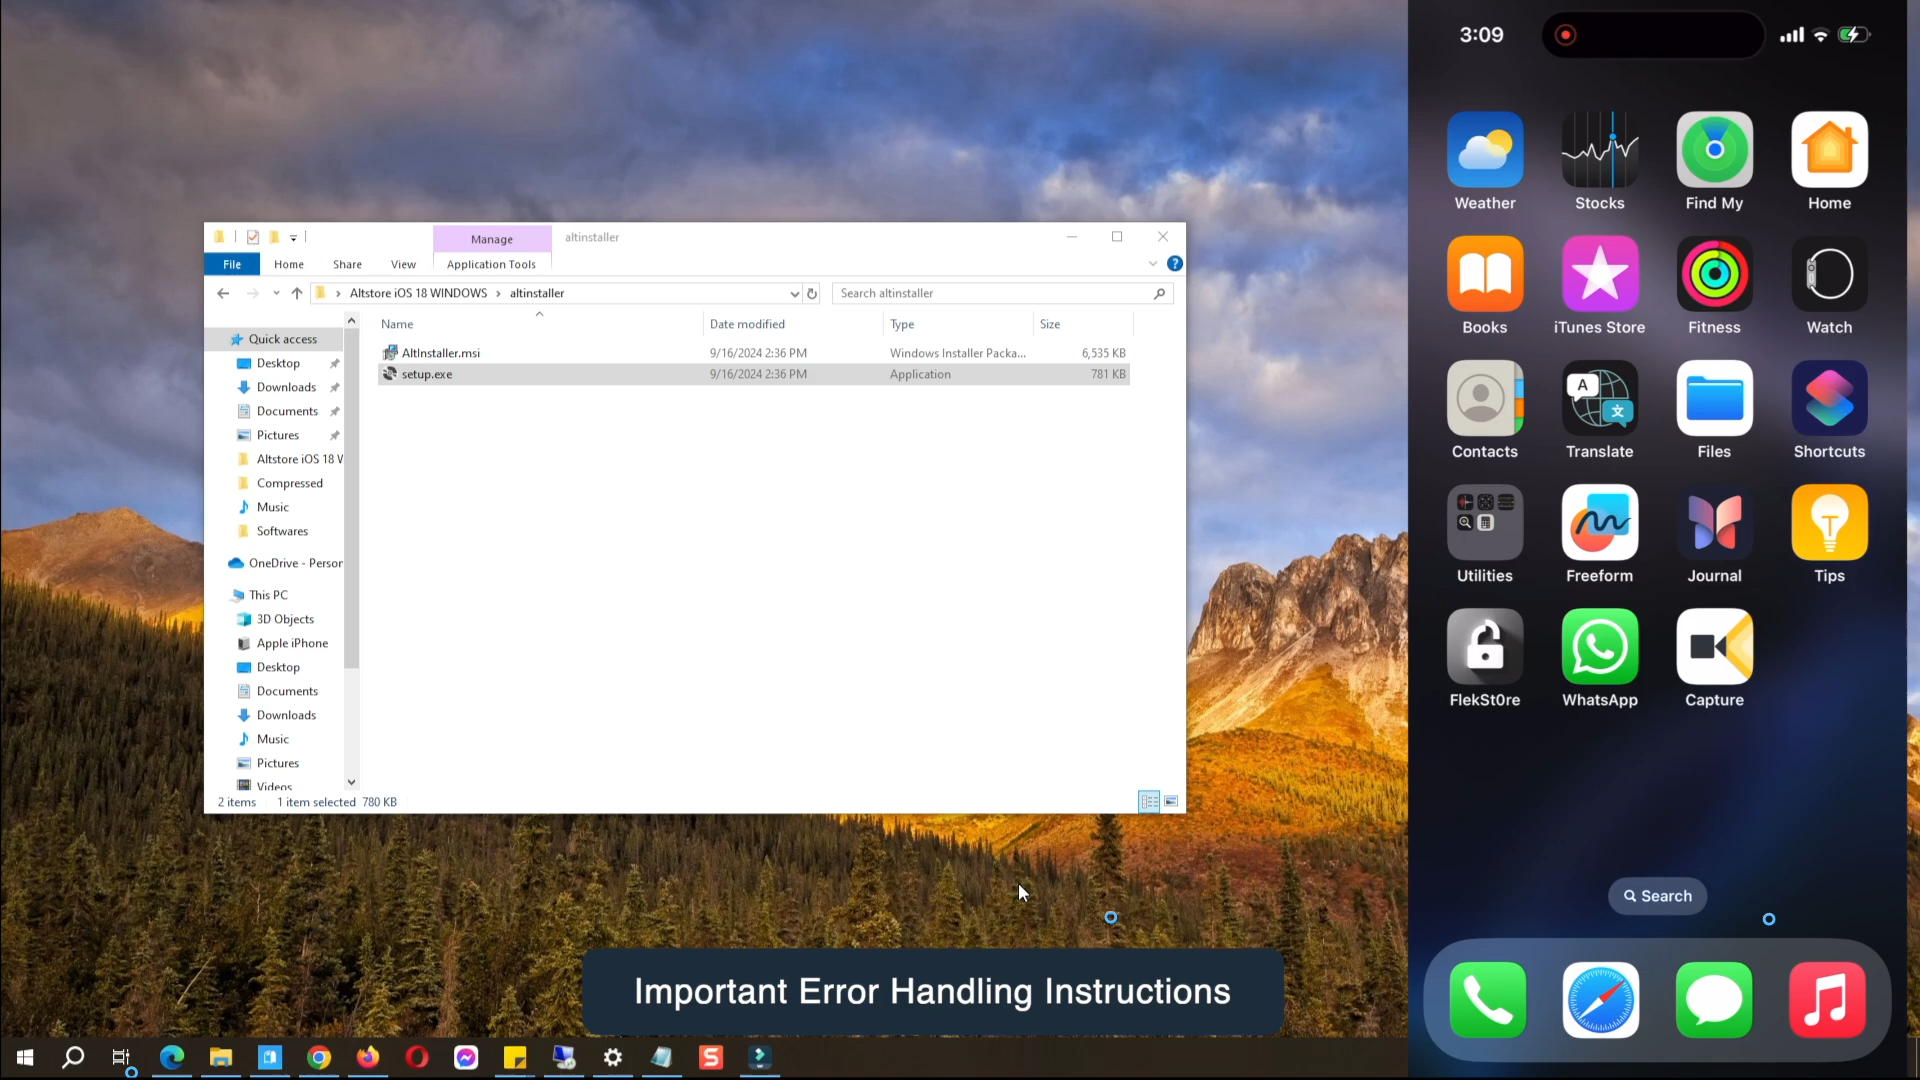 Manage
altinstaller
File
Home
Share
View
Application Tools
Altstore iOS 18 WINDOWS
altinstaller
Search altinstaller
Name
Date modified
Type
Size
AltInstaller.msi
9/16/2024 2:36 PM
Windows Installer Packa...
6,535 KB
setup.exe
9/16/2024 2:36 PM
Application
781 KB
Quick access
Desktop
Downloads
Documents
Pictures
Altstore iOS 18 W
Compressed
Music
Softwares
OneDrive - Person
This PC
3D Objects
Apple iPhone
Desktop
Documents
Downloads
Music
Pictures
Videos
2 items
1 item selected 780 KB
Important Error Handling Instructions
3:09
Weather
Stocks
Find My
Home
Books
iTunes Store
Fitness
Watch
Contacts
Translate
Files
Shortcuts
Utilities
Freeform
Journal
Tips
FlekSt0re
WhatsApp
Capture
Search